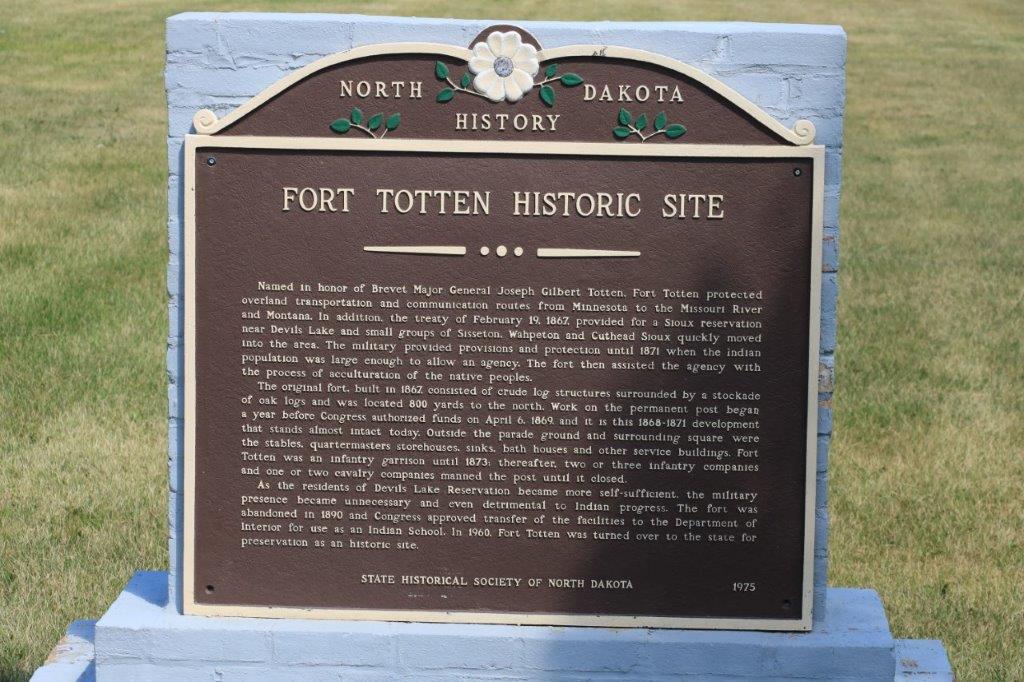 NORTH DAKOTA
HISTORY
FORT TOTTEN HISTORIC SITE
Named in honor of Brevet Major General Joseph Gilbert Totten, Fort Totten protected
overland transportation and communication routes from Minnesota to the Missouri River
and Montana. In addition, the treaty of February 19, 1867, provided for a Sioux reservation
near Devils Lake and small groups of Sisseton, Wahpeton and Cuthead Sioux quickly moved
into the area. The military provided provisions and protection until 1871 when the indian
population was large enough to allow an agency. The fort then assisted the agency with
the process of acculturation of the native peoples.
The original fort, built in 1867, consisted of crude log structures surrounded by a stockade
of oak logs and was located 800 yards to the north. Work on the permanent post began
a year before Congress authorized funds on April 6, 1869, and it is this 1868-1871 development
that stands almost intact today. Outside the parade ground and surrounding square were
the stables, quartermasters storehouses, sinks, bath houses and other service buildings. Fort
Totten was an infantry garrison until 1873; thereafter, two or three infantry companies
and one or two cavalry companies manned the post until it closed.
As the residents of Devils Lake Reservation became more self-sufficient, the military
presence became unnecessary and even detrimental to Indian progress. The fort was
abandoned in 1890 and Congress approved transfer of the facilities to the Department of
Interior for use as an Indian School. In 1960, Fort Totten was turned over to the state for
preservation as an historic site.
STATE HISTORICAL SOCIETY OF NORTH DAKOTA 1975